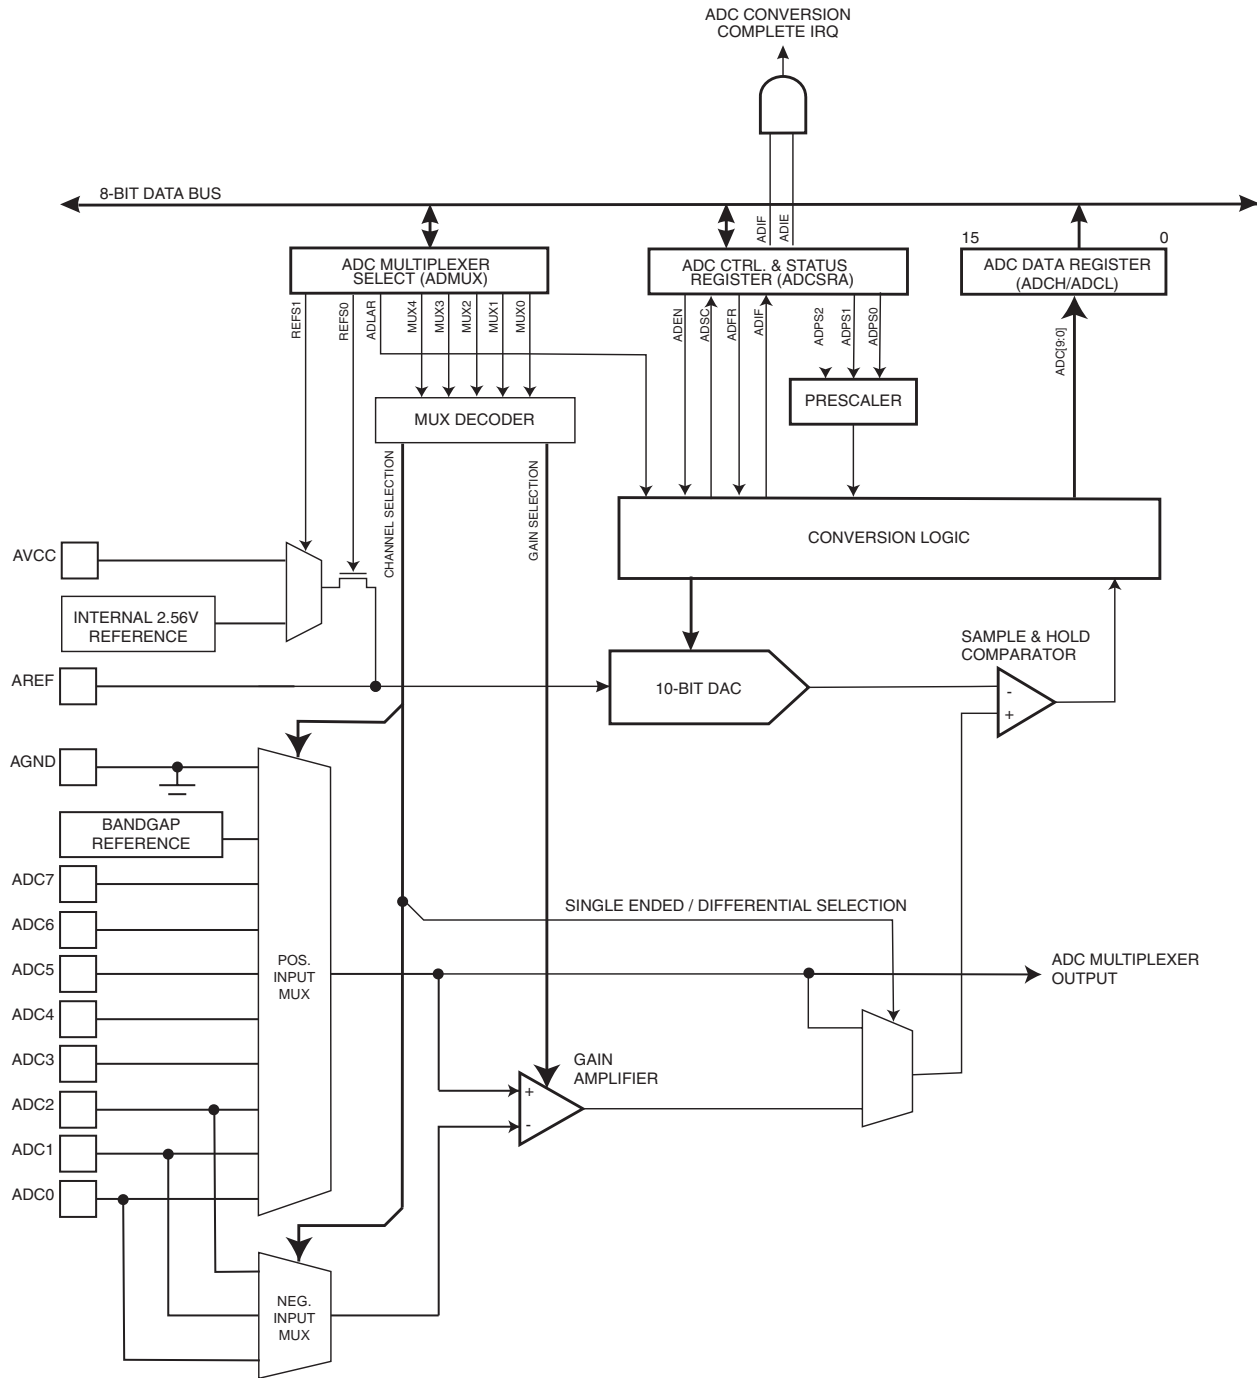 ADC CONVERSION
COMPLETE IRQ
8-BIT DATA BUS
ADIF
ADIE
15
0
ADC MULTIPLEXER
SELECT (ADMUX)
ADC CTRL. & STATUS
REGISTER (ADCSRA)
ADC DATA REGISTER
(ADCH/ADCL)
REFS1
REFS0
ADLAR
MUX4
MUX3
MUX2
MUX1
MUX0
ADEN
ADSC
ADFR
ADIF
ADPS2
ADPS1
ADPS0
ADC[9:0]
PRESCALER
MUX DECODER
CHANNEL SELECTION
GAIN SELECTION
CONVERSION LOGIC
AVCC
INTERNAL 2.56V
REFERENCE
SAMPLE & HOLD
COMPARATOR
AREF
10-BIT DAC
-
+
AGND
BANDGAP
REFERENCE
ADC7
SINGLE ENDED / DIFFERENTIAL SELECTION
ADC6
ADC5
POS.
INPUT
MUX
ADC MULTIPLEXER
OUTPUT
ADC4
ADC3
GAIN
AMPLIFIER
ADC2
+
-
ADC1
ADC0
NEG.
INPUT
MUX